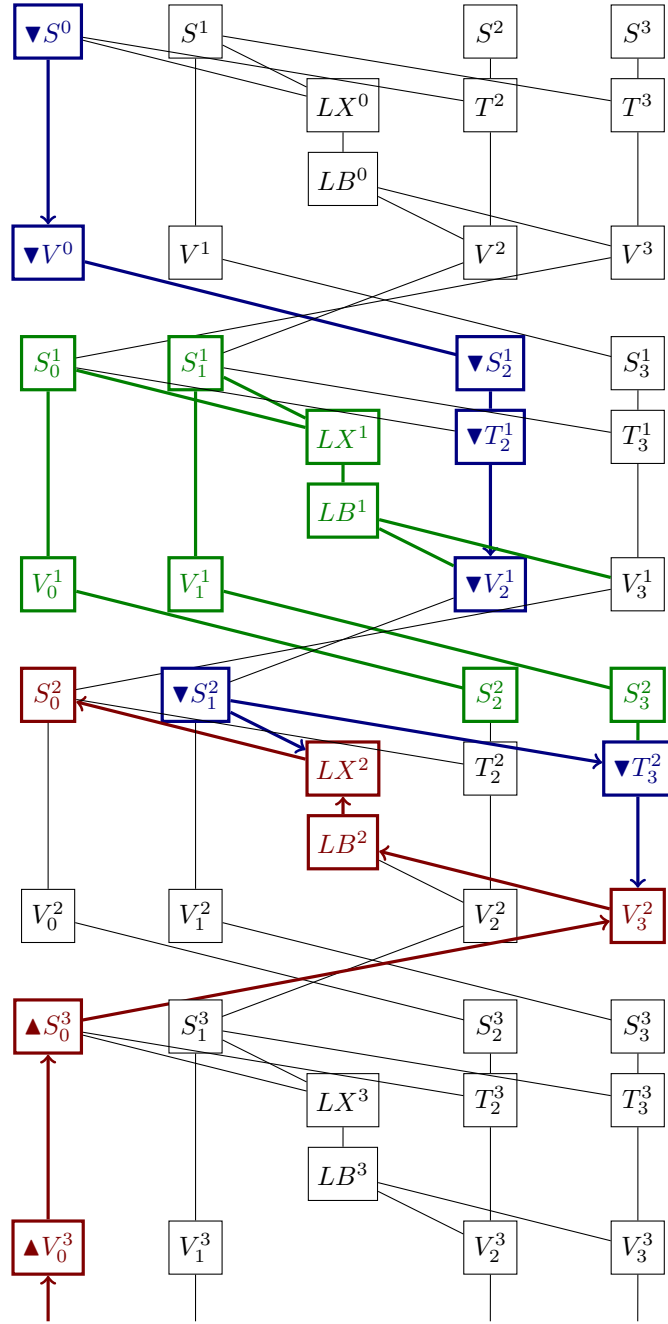 ▼S^0 S^1 S^2 S^3
LX^0 T^2 T^3
LB^0
▼V^0 V^1 V^2 V^3
S_0^1 S_1^1 ▼S_2^1 S_3^1
LX^1 ▼T_2^1 T_3^1
LB^1
V_0^1 V_1^1 ▼V_2^1 V_3^1
S_0^2 ▼S_1^2 S_2^2 S_3^2
LX^2 T_2^2 ▼T_3^2
LB^2
V_0^2 V_1^2 V_2^2 V_3^2
▲S_0^3 S_1^3 S_2^3 S_3^3
LX^3 T_2^3 T_3^3
LB^3
▲V_0^3 V_1^3 V_2^3 V_3^3